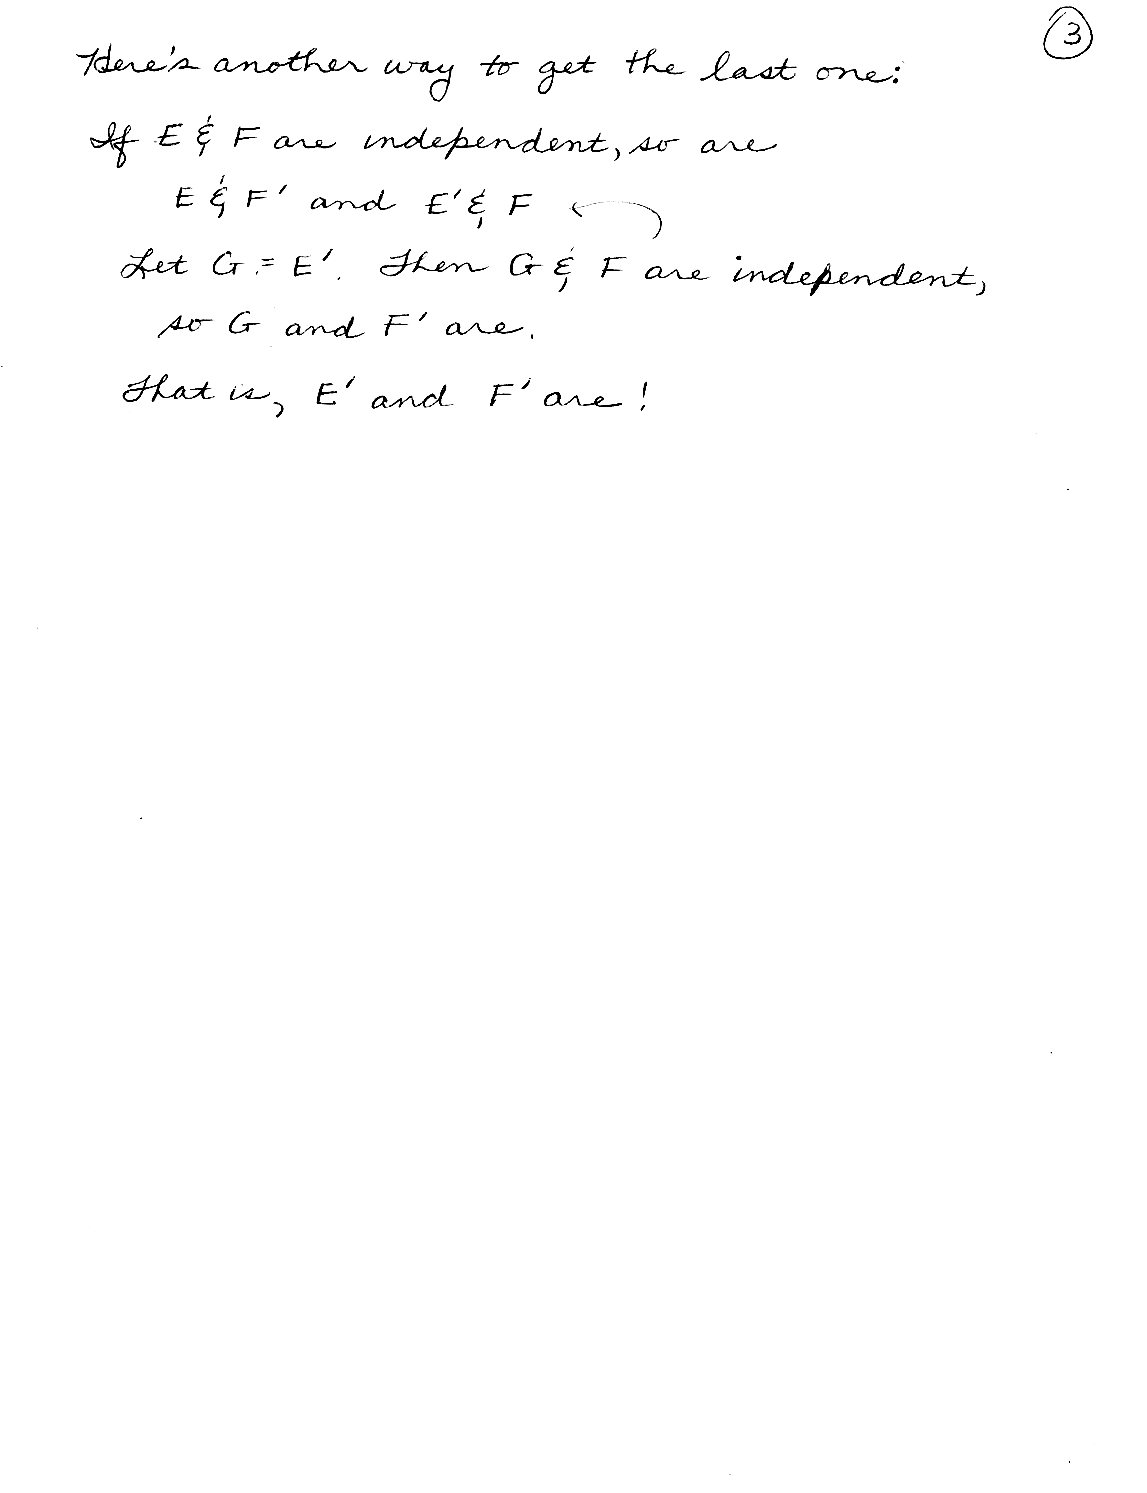 3
Here's another way to get the last one:
If E & F are independent, so are
E & F' and E' & F
Let G = E'. Then G & F are independent,
so G and F' are.
That is, E' and F' are!